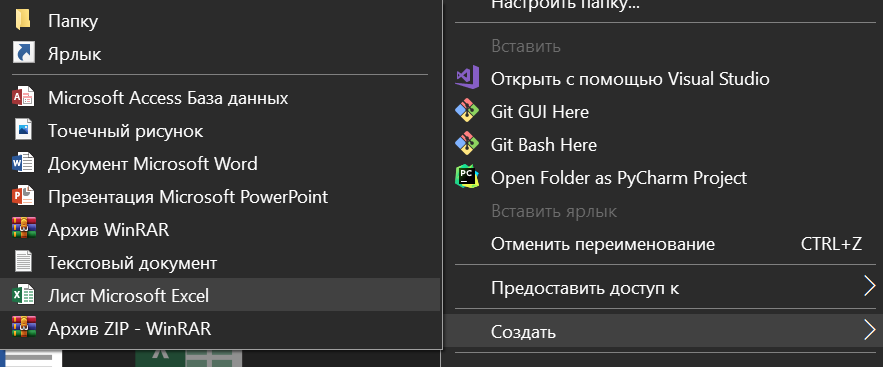 Папку
Ярлык
Microsoft Access База данных
Точечный рисунок
Документ Microsoft Word
Презентация Microsoft PowerPoint
Архив WinRAR
Текстовый документ
Лист Microsoft Excel
Архив ZIP - WinRAR
Настроить папку...
Вставить
Открыть с помощью Visual Studio
Git GUI Here
Git Bash Here
PC Open Folder as PyCharm Project
Вставить ярлык
Отменить переименование CTRL+Z
Предоставить доступ к
Создать